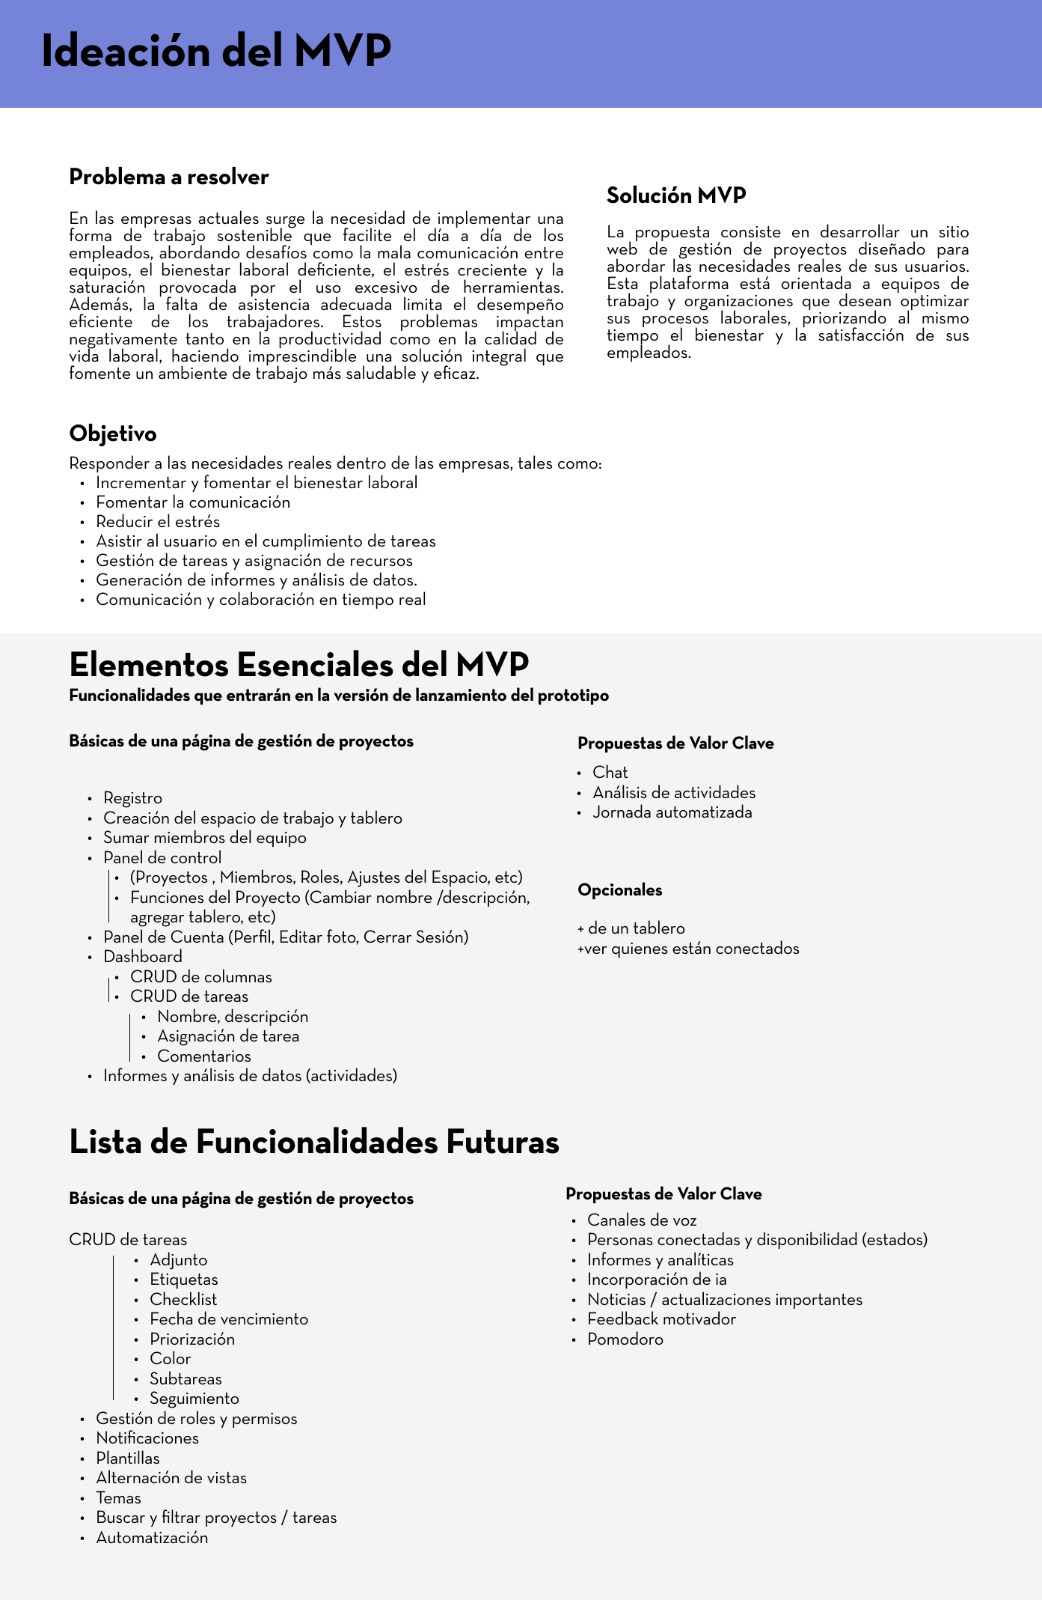 Ideación del MVP
Problema a resolver
En las empresas actuales surge la necesidad de implementar una
forma de trabajo sostenible que facilite el día a día de los
empleados, abordando desafíos como la mala comunicación entre
equipos, el bienestar laboral deficiente, el estrés creciente y la
saturación provocada por el uso excesivo de herramientas.
Además, la falta de asistencia adecuada limita el desempeño
eficiente de los trabajadores. Estos problemas impactan
negativamente tanto en la productividad como en la calidad de
vida laboral, haciendo imprescindible una solución integral que
fomente un ambiente de trabajo más saludable y eficaz.
Solución MVP
La propuesta consiste en desarrollar un sitio
web de gestión de proyectos diseñado para
abordar las necesidades reales de sus usuarios.
Esta plataforma está orientada a equipos de
trabajo y organizaciones que desean optimizar
sus procesos laborales, priorizando al mismo
tiempo el bienestar y la satisfacción de sus
empleados.
Objetivo
Responder a las necesidades reales dentro de las empresas, tales como:
• Incrementar y fomentar el bienestar laboral
• Fomentar la comunicación
• Reducir el estrés
• Asistir al usuario en el cumplimiento de tareas
• Gestión de tareas y asignación de recursos
• Generación de informes y análisis de datos.
• Comunicación y colaboración en tiempo real
Elementos Esenciales del MVP
Funcionalidades que entrarán en la versión de lanzamiento del prototipo
Básicas de una página de gestión de proyectos
• Registro
• Creación del espacio de trabajo y tablero
• Sumar miembros del equipo
• Panel de control
• (Proyectos , Miembros, Roles, Ajustes del Espacio, etc)
• Funciones del Proyecto (Cambiar nombre /descripción,
agregar tablero, etc)
• Panel de Cuenta (Perfil, Editar foto, Cerrar Sesión)
• Dashboard
• CRUD de columnas
• CRUD de tareas
• Nombre, descripción
• Asignación de tarea
• Comentarios
• Informes y análisis de datos (actividades)
Propuestas de Valor Clave
• Chat
• Análisis de actividades
• Jornada automatizada
Opcionales
+ de un tablero
+ver quienes están conectados
Lista de Funcionalidades Futuras
Básicas de una página de gestión de proyectos
CRUD de tareas
• Adjunto
• Etiquetas
• Checklist
• Fecha de vencimiento
• Priorización
• Color
• Subtareas
• Seguimiento
• Gestión de roles y permisos
• Notificaciones
• Plantillas
• Alternación de vistas
• Temas
• Buscar y filtrar proyectos / tareas
• Automatización
Propuestas de Valor Clave
• Canales de voz
• Personas conectadas y disponibilidad (estados)
• Informes y analíticas
• Incorporación de ia
• Noticias / actualizaciones importantes
• Feedback motivador
• Pomodoro